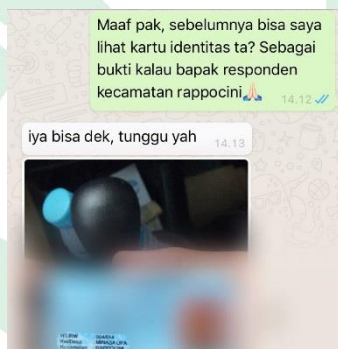 Maaf pak, sebelumnya bisa saya
lihat kartu identitas ta? Sebagai
bukti kalau bapak responden
kecamatan rappocini🙏🏻
14.12
iya bisa dek, tunggu yah
14.13